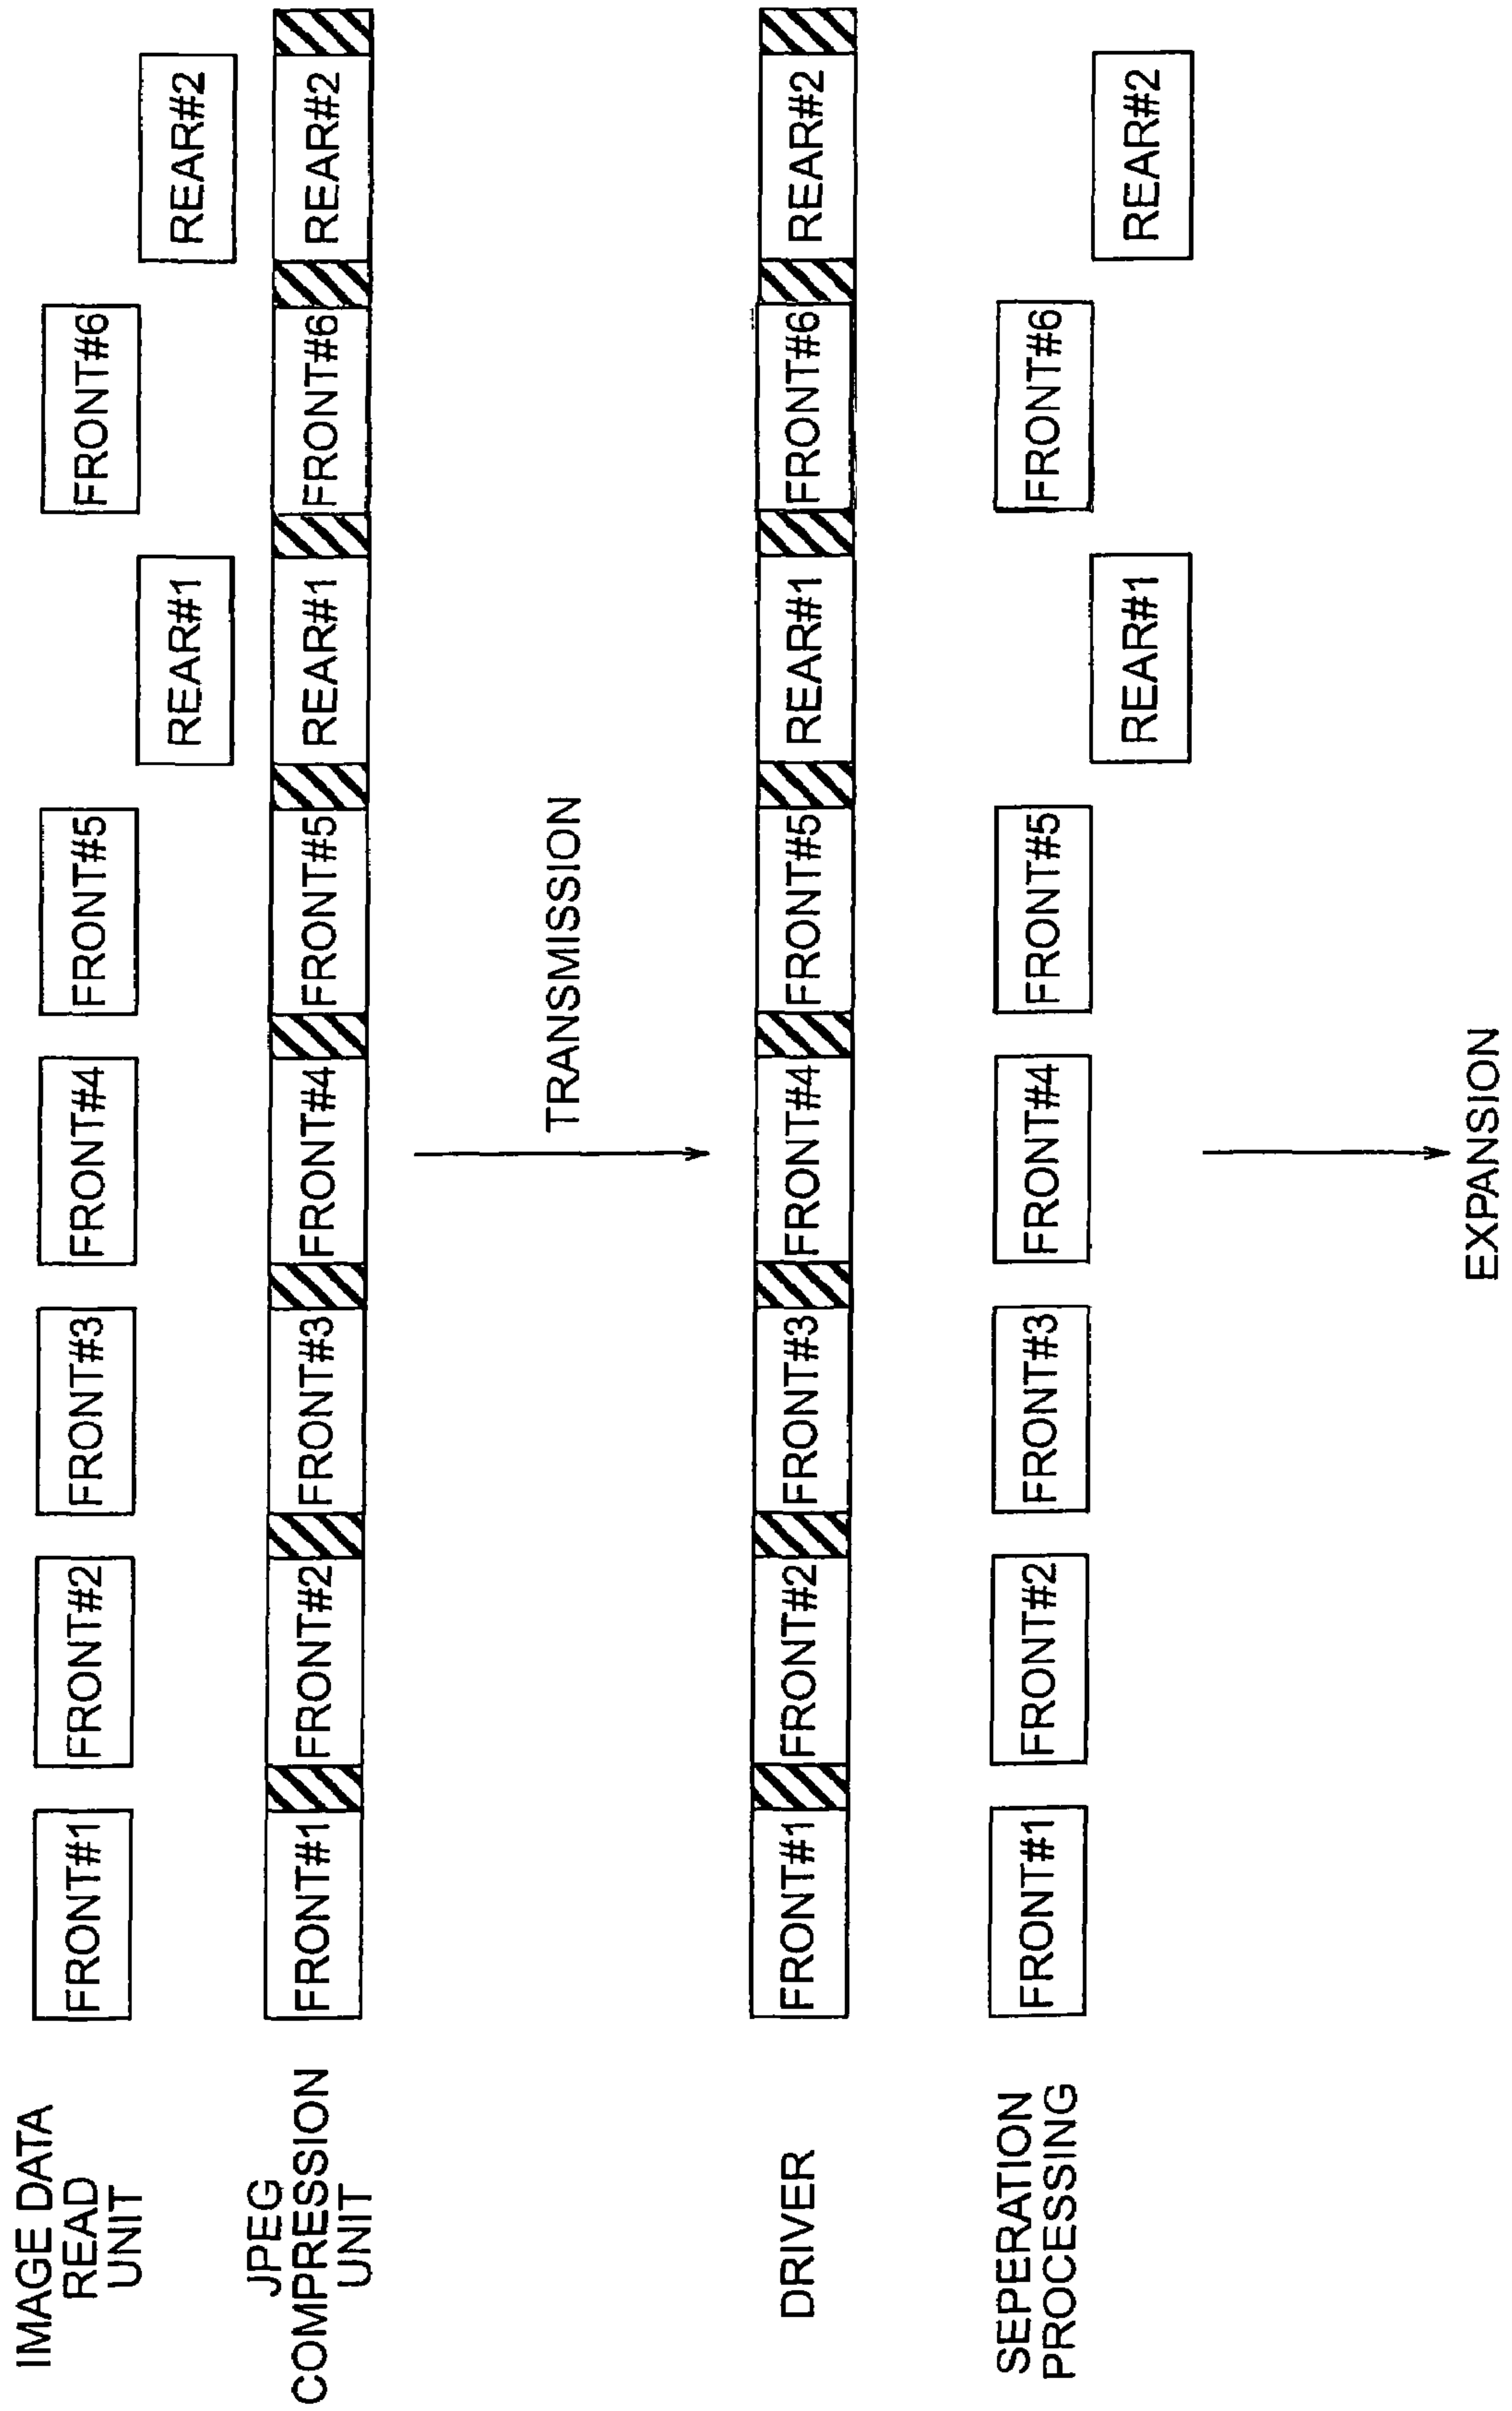 IMAGE DATA
READ
UNIT
FRONT#1
FRONT#2
FRONT#3
FRONT#4
FRONT#5
REAR#1
FRONT#6
REAR#2
JPEG
COMPRESSION
UNIT
FRONT#1
FRONT#2
FRONT#3
FRONT#4
FRONT#5
REAR#1
FRONT#6
REAR#2
TRANSMISSION
DRIVER
FRONT#1
FRONT#2
FRONT#3
FRONT#4
FRONT#5
REAR#1
FRONT#6
REAR#2
SEPERATION
PROCESSING
FRONT#1
FRONT#2
FRONT#3
FRONT#4
FRONT#5
REAR#1
FRONT#6
REAR#2
EXPANSION